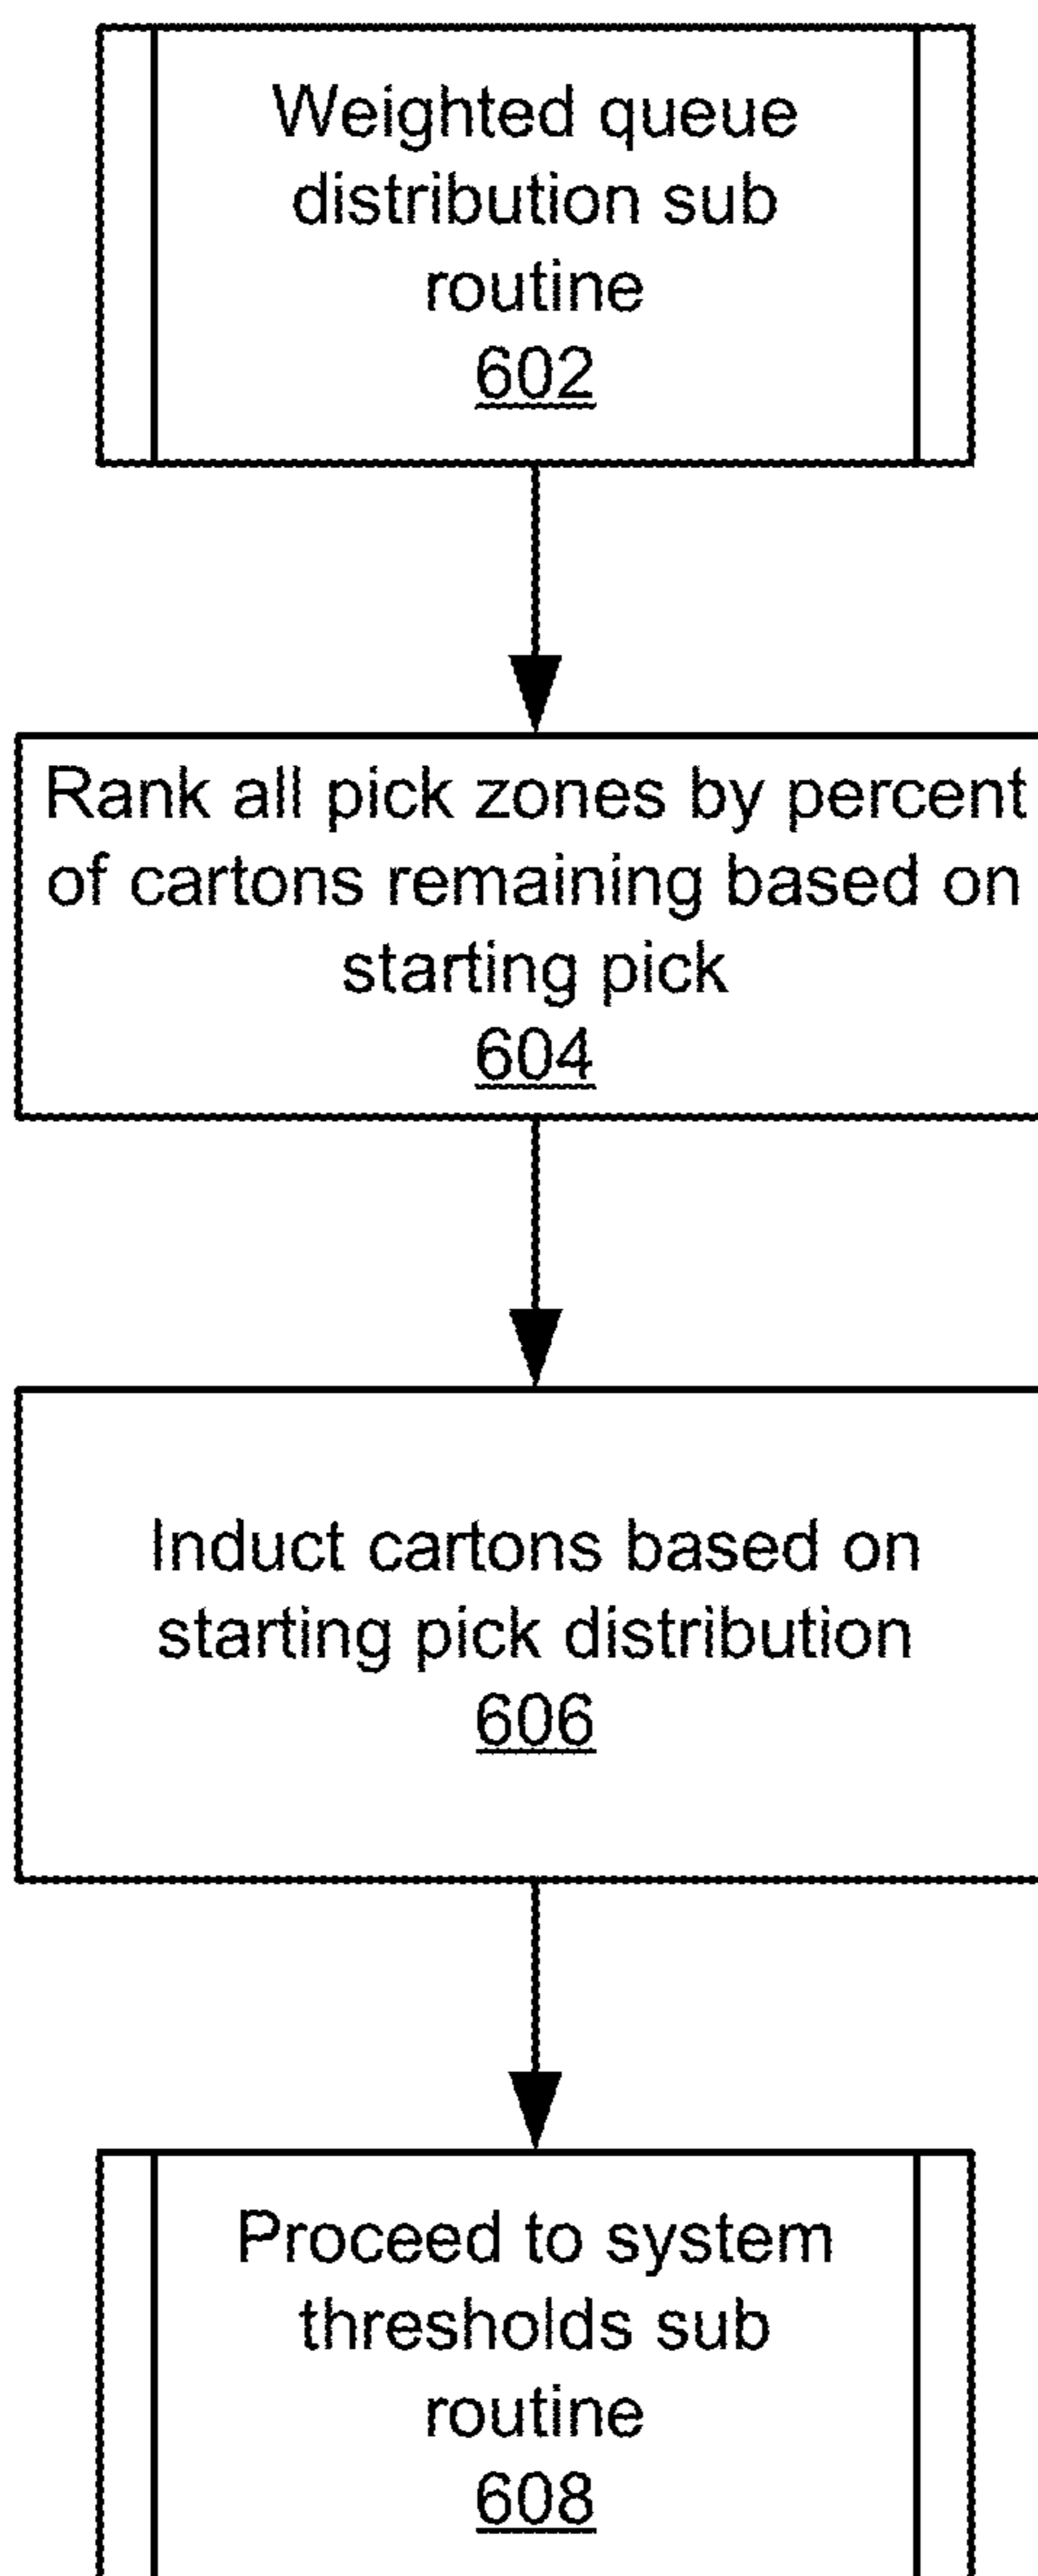 Weighted queue
distribution sub
routine
602
Rank all pick zones by percent
of cartons remaining based on
starting pick
604
Induct cartons based on
starting pick distribution
606
Proceed to system
thresholds sub
routine
608